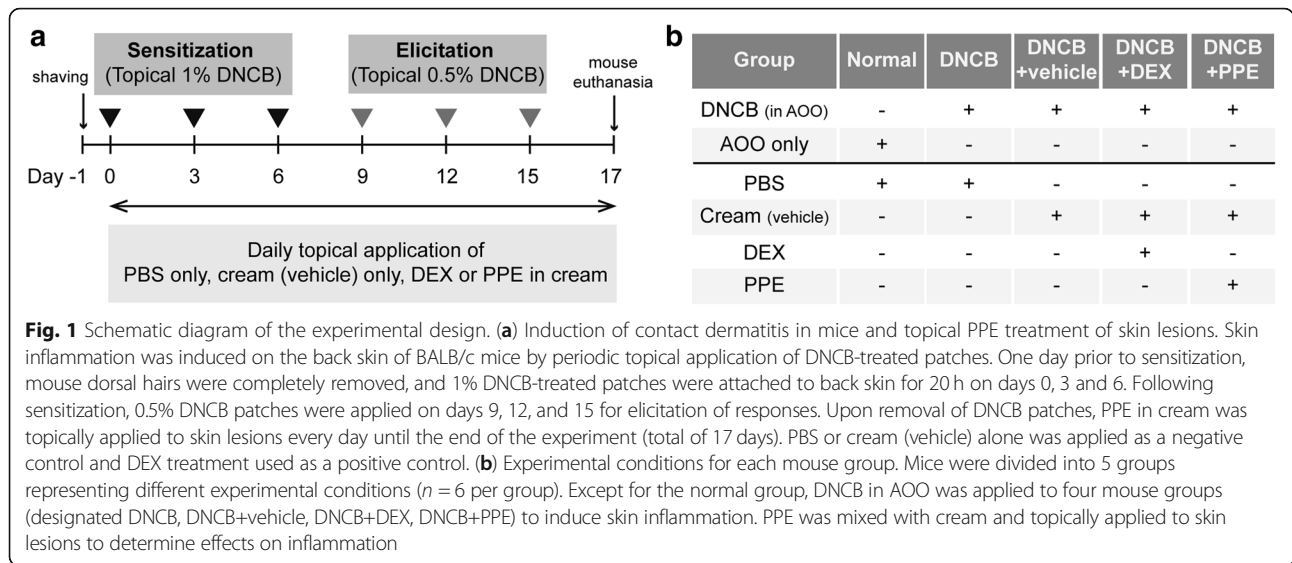 a
Sensitization
(Topical 1% DNCB)
Elicitation
(Topical 0.5% DNCB)
shaving
mouse
euthanasia
Day -1 0 3 6 9 12 15 17
Daily topical application of
PBS only, cream (vehicle) only, DEX or PPE in cream
b
Group Normal DNCB DNCB +vehicle DNCB +DEX DNCB +PPE
DNCB (in AOO) - + + + +
AOO only + - - - -
PBS + + - - -
Cream (vehicle) - - + + +
DEX - - - + -
PPE - - - - +
Fig. 1 Schematic diagram of the experimental design. (a) Induction of contact dermatitis in mice and topical PPE treatment of skin lesions. Skin
inflammation was induced on the back skin of BALB/c mice by periodic topical application of DNCB-treated patches. One day prior to sensitization,
mouse dorsal hairs were completely removed, and 1% DNCB-treated patches were attached to back skin for 20 h on days 0, 3 and 6. Following
sensitization, 0.5% DNCB patches were applied on days 9, 12, and 15 for elicitation of responses. Upon removal of DNCB patches, PPE in cream was
topically applied to skin lesions every day until the end of the experiment (total of 17 days). PBS or cream (vehicle) alone was applied as a negative
control and DEX treatment used as a positive control. (b) Experimental conditions for each mouse group. Mice were divided into 5 groups
representing different experimental conditions (n = 6 per group). Except for the normal group, DNCB in AOO was applied to four mouse groups
(designated DNCB, DNCB+vehicle, DNCB+DEX, DNCB+PPE) to induce skin inflammation. PPE was mixed with cream and topically applied to skin
lesions to determine effects on inflammation